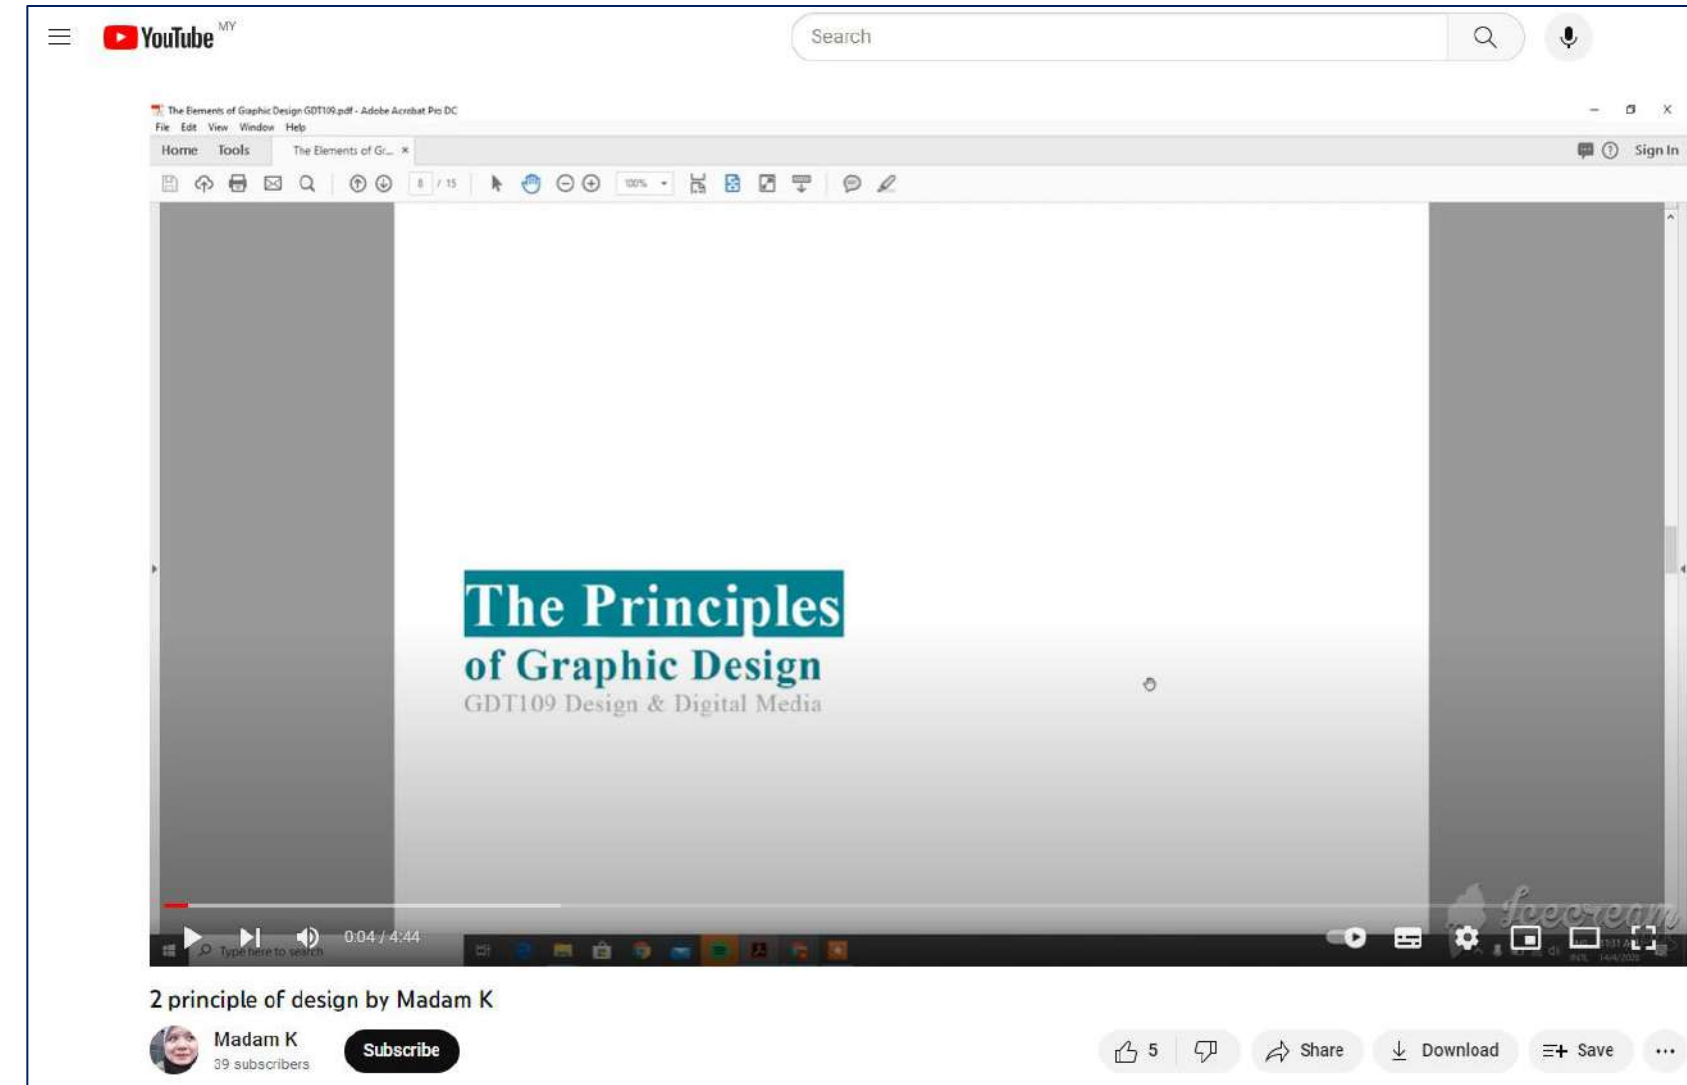 YouTube MY
Search
The Elements of Graphic Design GDT109.pdf - Adobe Acrobat Pro DC
File Edit View Window Help
Home Tools The Elements of Gr... × Sign In
8 / 15 100%
The Principles
of Graphic Design
GDT109 Design & Digital Media
Icecream
0:04 / 4:44
Type here to search
2 principle of design by Madam K
Madam K
39 subscribers
Subscribe
5 Share Download Save